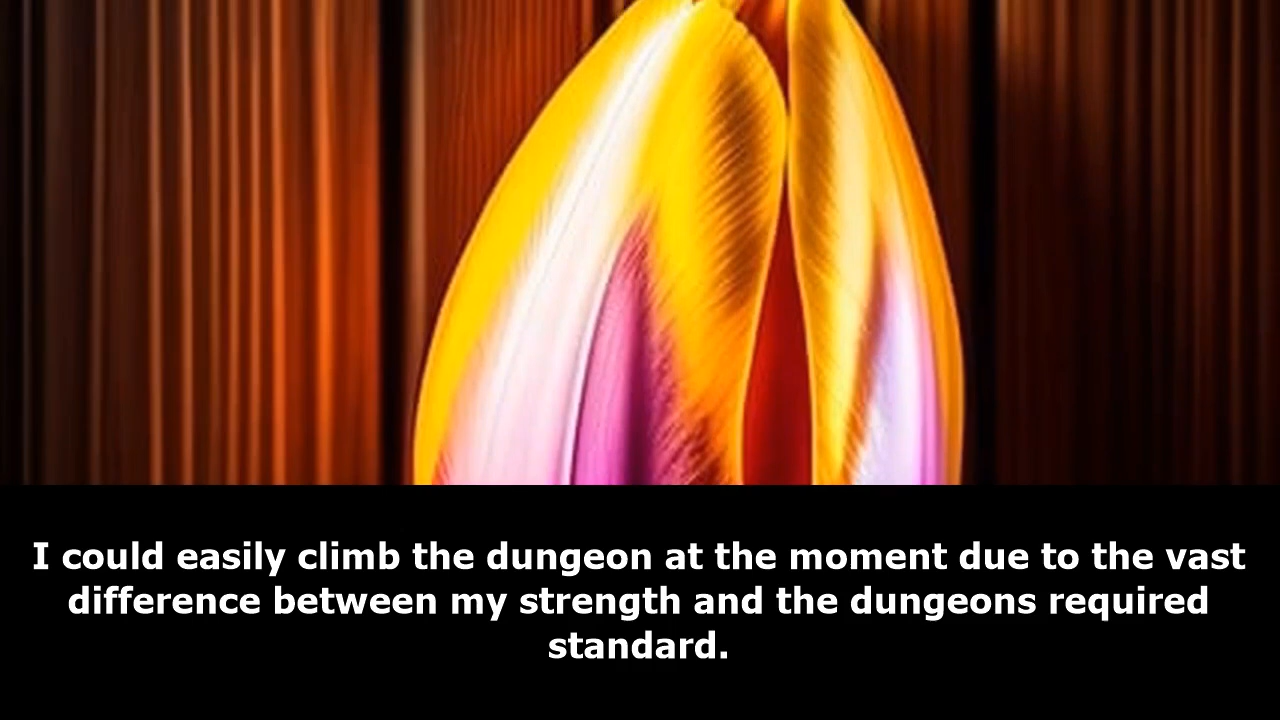 I could easily climb the dungeon at the moment due to the vast
difference between my strength and the dungeons required
standard.